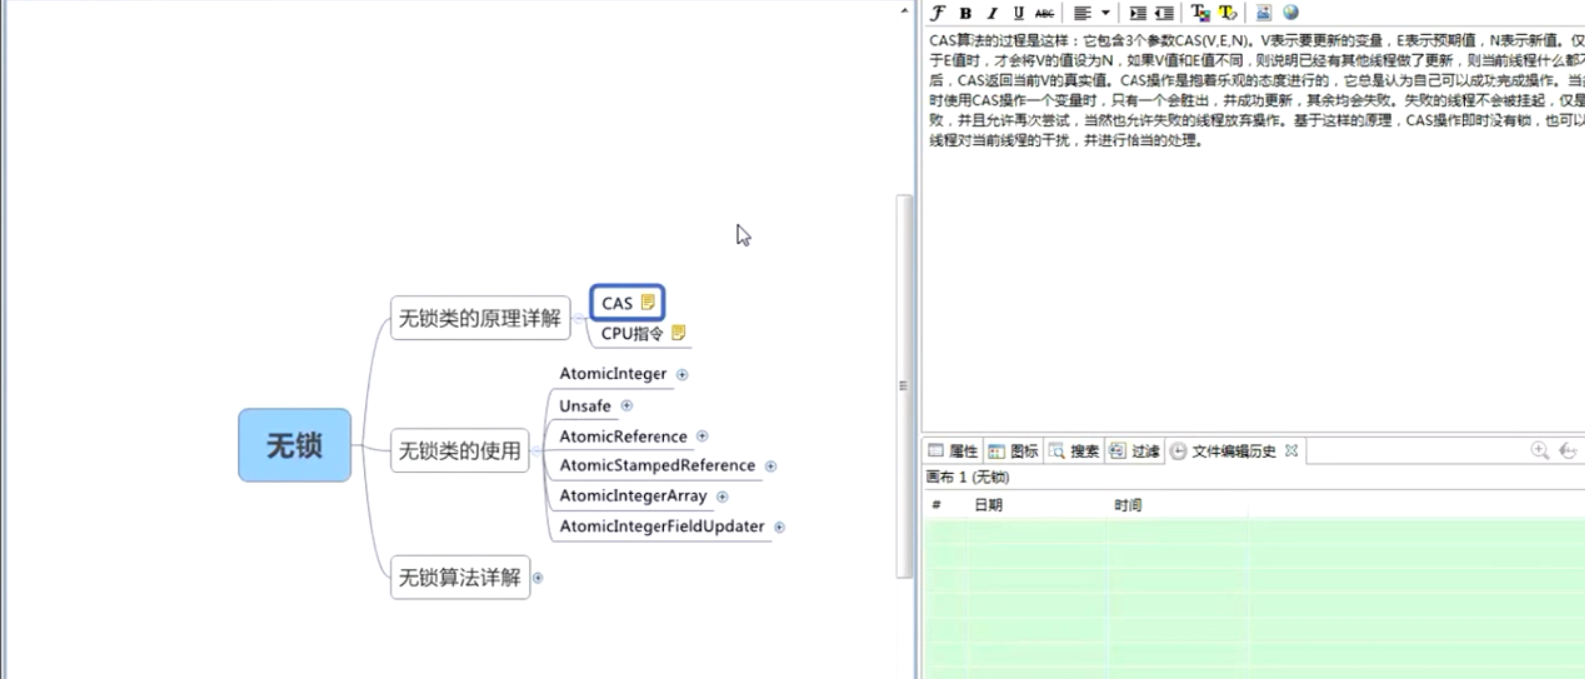 CAS算法的过程是这样：它包含3个参数CAS(V,E,N)。V表示要更新的变量，E表示预期值，N表示新值。仅
于E值时，才会将V的值设为N，如果V值和E值不同，则说明已经有其他线程做了更新，则当前线程什么都
后，CAS返回当前V的真实值。CAS操作是抱着乐观的态度进行的，它总是认为自己可以成功完成操作。当
时使用CAS操作一个变量时，只有一个会胜出，并成功更新，其余均会失败。失败的线程不会被挂起，仅是
败，并且允许再次尝试，当然也允许失败的线程放弃操作。基于这样的原理，CAS操作即时没有锁，也可以
线程对当前线程的干扰，并进行恰当的处理。
无锁
无锁类的原理详解
CAS
CPU指令
无锁类的使用
AtomicInteger
Unsafe
AtomicReference
AtomicStampedReference
AtomicIntegerArray
AtomicIntegerFieldUpdater
无锁算法详解
属性 图标 搜索 过滤 文件编辑历史
画布 1 (无锁)
# 日期 时间